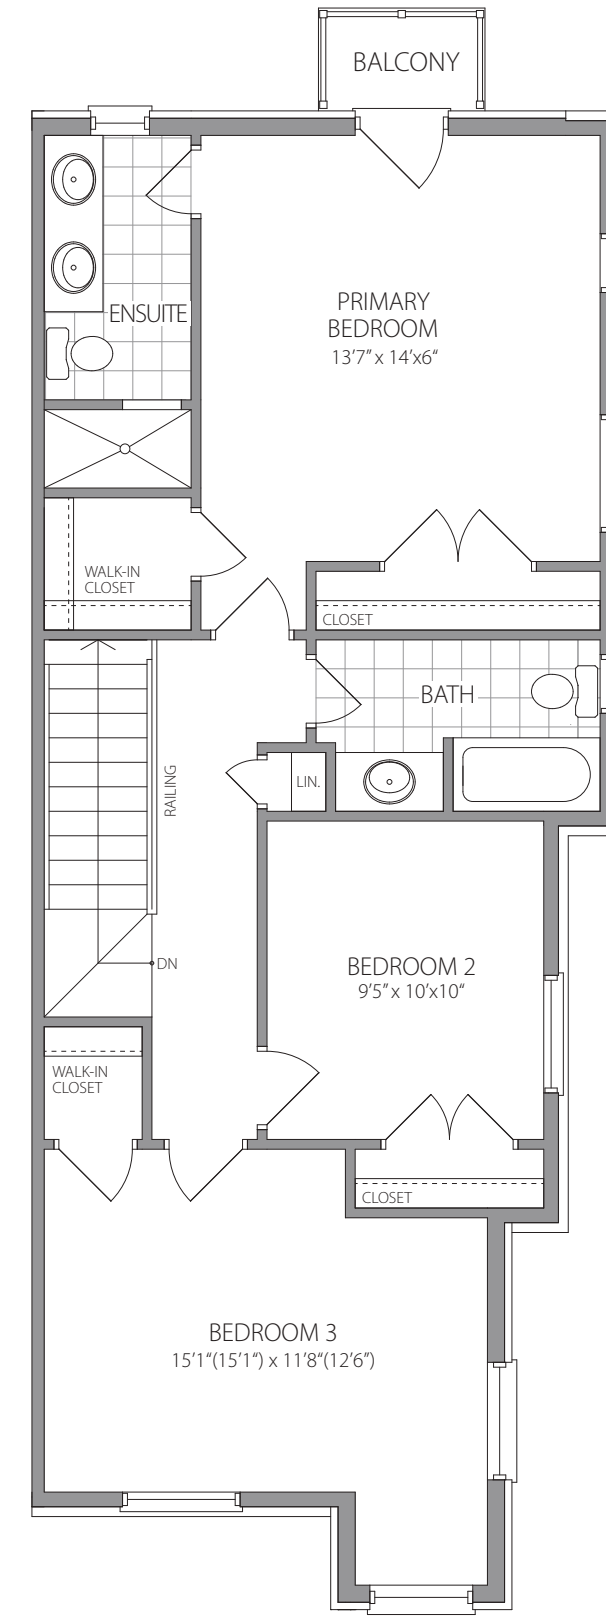 BALCONY
ENSUITE
PRIMARY
BEDROOM
13'7" x 14'x6"
WALK-IN
CLOSET
CLOSET
BATH
RAILING
LIN.
DN
BEDROOM 2
9'5" x 10'x10"
WALK-IN
CLOSET
CLOSET
BEDROOM 3
15'1"(15'1") x 11'8"(12'6")